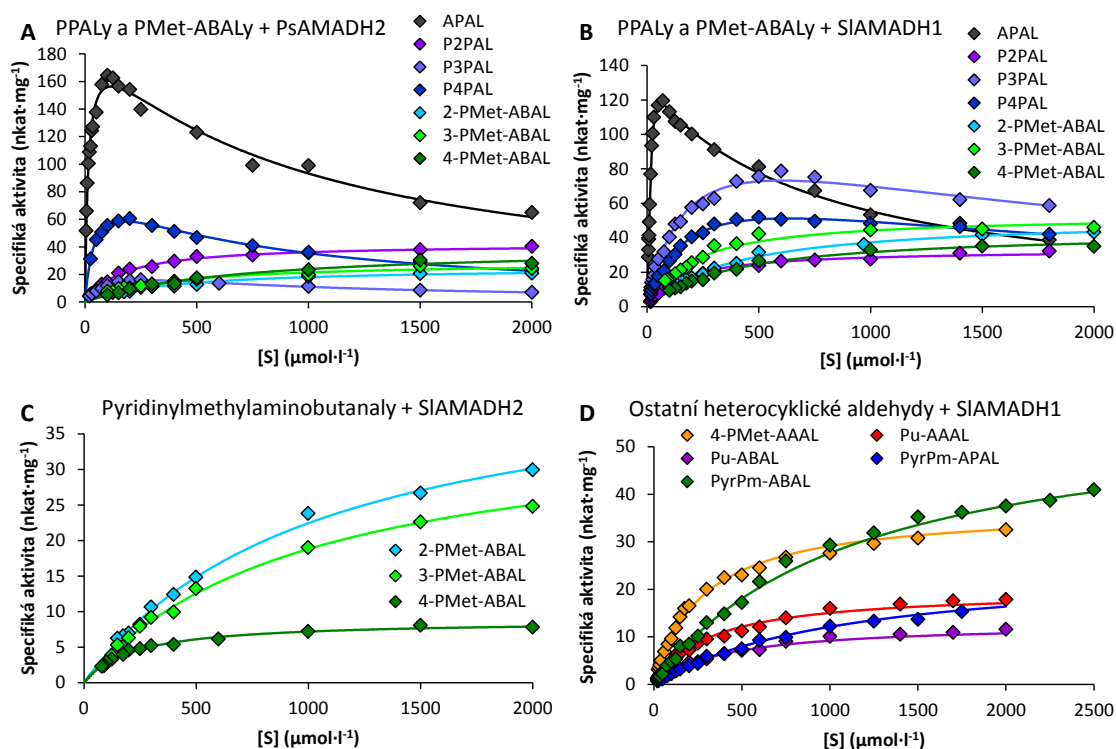 A
PPALy a PMet-ABALy + PsAMADH2
Specifiká aktivita (nkat·mg⁻¹)
180
160
140
120
100
80
60
40
20
0
0 500 1000 1500 2000
[S] (µmol·l⁻¹)
APAL
P2PAL
P3PAL
P4PAL
2-PMet-ABAL
3-PMet-ABAL
4-PMet-ABAL
B
PPALy a PMet-ABALy + SlAMADH1
Specifiká aktivita (nkat·mg⁻¹)
140
120
100
80
60
40
20
0
0 500 1000 1500 2000
[S] (µmol·l⁻¹)
APAL
P2PAL
P3PAL
P4PAL
2-PMet-ABAL
3-PMet-ABAL
4-PMet-ABAL
C
Pyridinylmethylaminobutanaly + SlAMADH2
Specifiká aktivita (nkat·mg⁻¹)
35
30
25
20
15
10
5
0
0 500 1000 1500 2000
[S] (µmol·l⁻¹)
2-PMet-ABAL
3-PMet-ABAL
4-PMet-ABAL
D
Ostatní heterocyklické aldehydy + SlAMADH1
4-PMet-AAAL Pu-AAAL
Pu-ABAL PyrPm-APAL
PyrPm-ABAL
Specifiká aktivita (nkat·mg⁻¹)
50
40
30
20
10
0
0 500 1000 1500 2000 2500
[S] (µmol·l⁻¹)